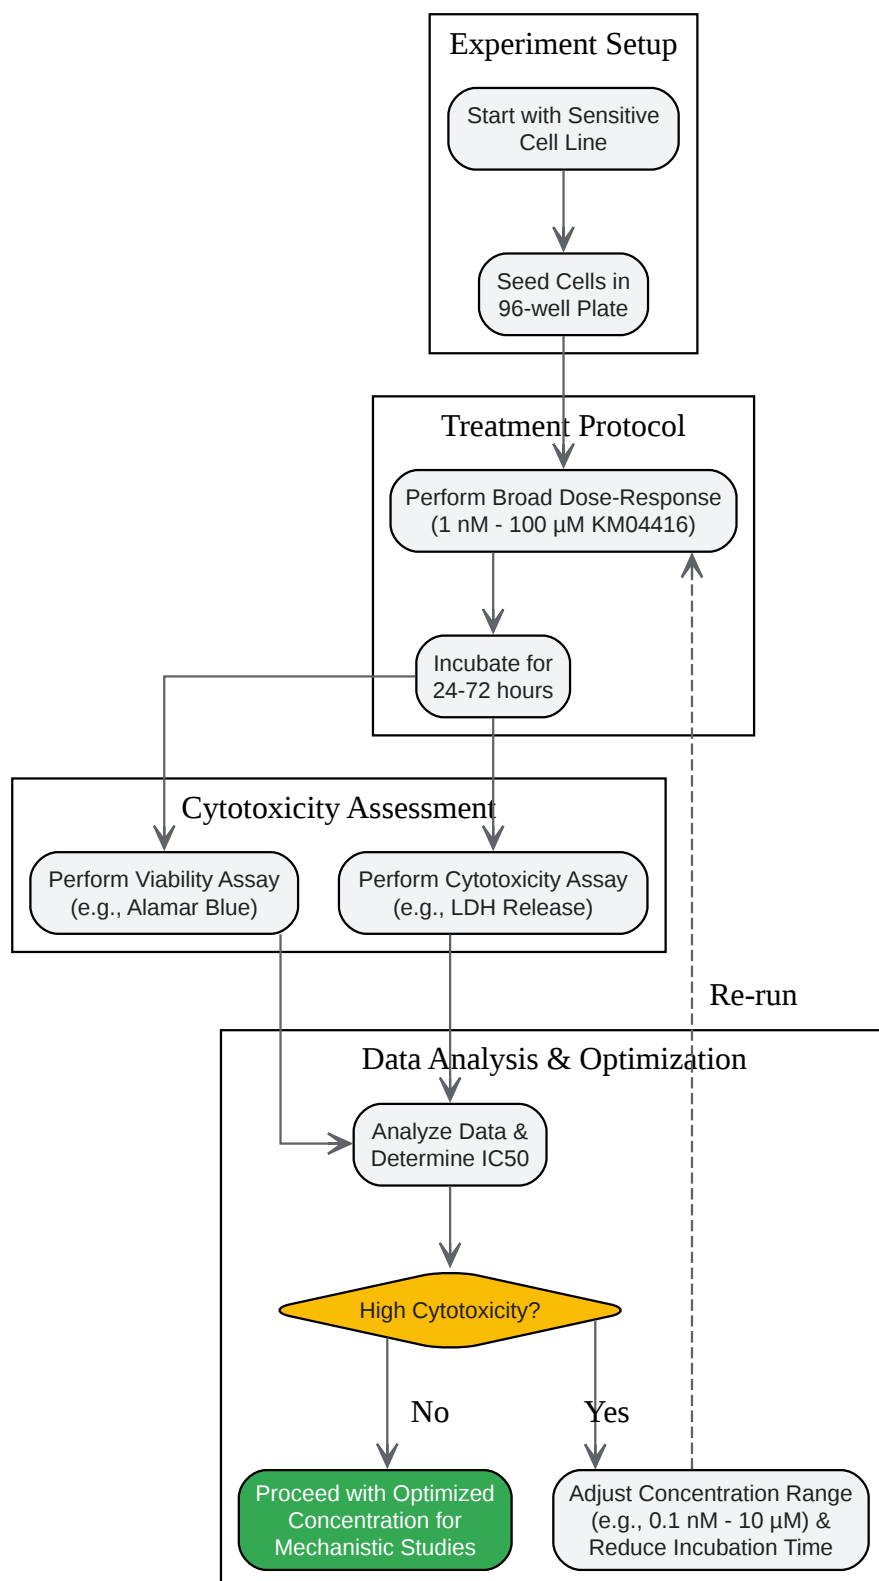 Experiment Setup
Start with Sensitive
Cell Line
Seed Cells in
96-well Plate
Treatment Protocol
Perform Broad Dose-Response
(1 nM - 100 µM KM04416)
Incubate for
24-72 hours
Cytotoxicity Assessment
Perform Viability Assay
(e.g., Alamar Blue)
Perform Cytotoxicity Assay
(e.g., LDH Release)
Re-run
Data Analysis & Optimization
Analyze Data &
Determine IC50
High Cytotoxicity?
No
Yes
Proceed with Optimized
Concentration for
Mechanistic Studies
Adjust Concentration Range
(e.g., 0.1 nM - 10 µM) &
Reduce Incubation Time